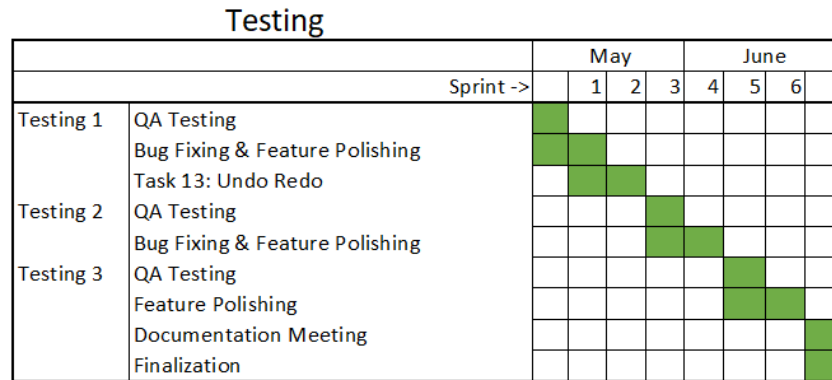 Testing
May June
Sprint -> 1 2 3 4 5 6
Testing 1 QA Testing
Bug Fixing & Feature Polishing
Task 13: Undo Redo
Testing 2 QA Testing
Bug Fixing & Feature Polishing
Testing 3 QA Testing
Feature Polishing
Documentation Meeting
Finalization